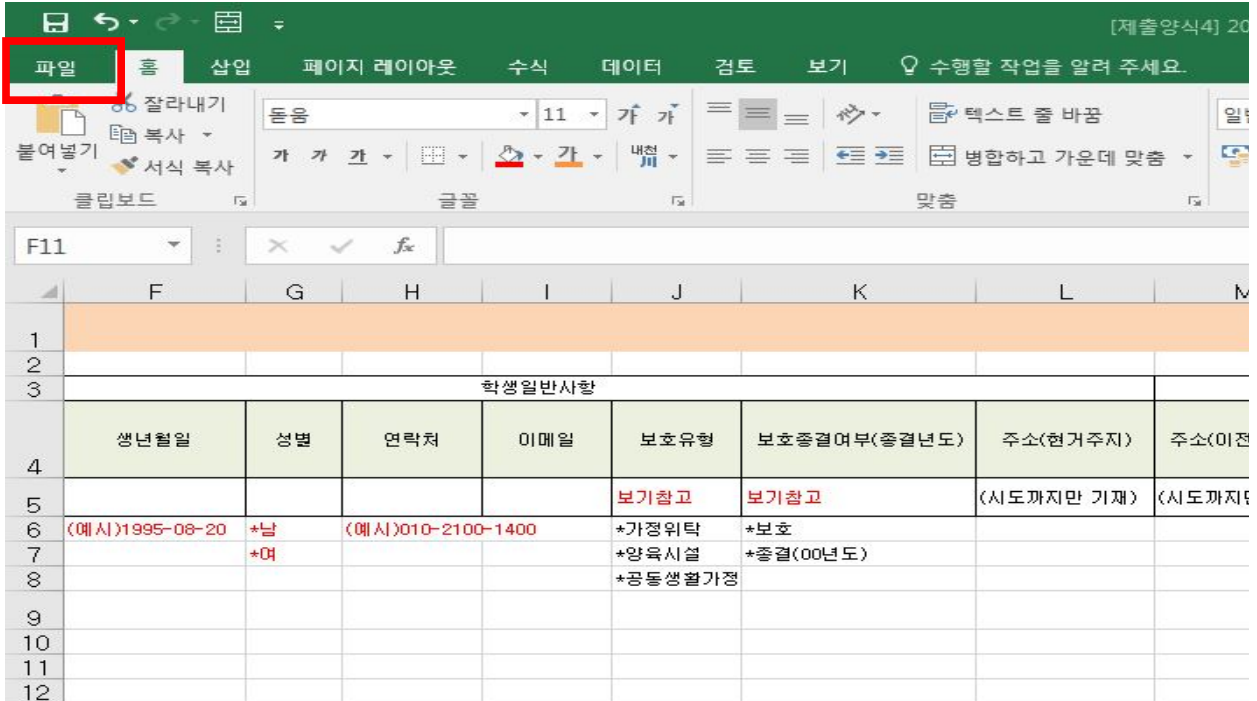 [제출양식4] 20
파일 홈 삽입 페이지 레이아웃 수식 데이터 검토 보기 수행할 작업을 알려 주세요.
잘라내기
복사
서식 복사
붙여넣기
돋움 11 가 가
가 가 가 가 내천 川
텍스트 줄 바꿈
병합하고 가운데 맞춤
클립보드 글꼴 맞춤
F11 fx
F G H I J K L
1
2
3 학생일반사항
4 생년월일 성별 연락처 이메일 보호유형 보호종결여부(종결년도) 주소(현거주지) 주소(이전
5 보기참고 보기참고 (시도까지만 기재) (시도까지만
6 (예시)1995-08-20 *남 (예시)010-2100-1400 *가정위탁 *보호
7 *여 *양육시설 *종결(00년도)
8 *공동생활가정
9
10
11
12